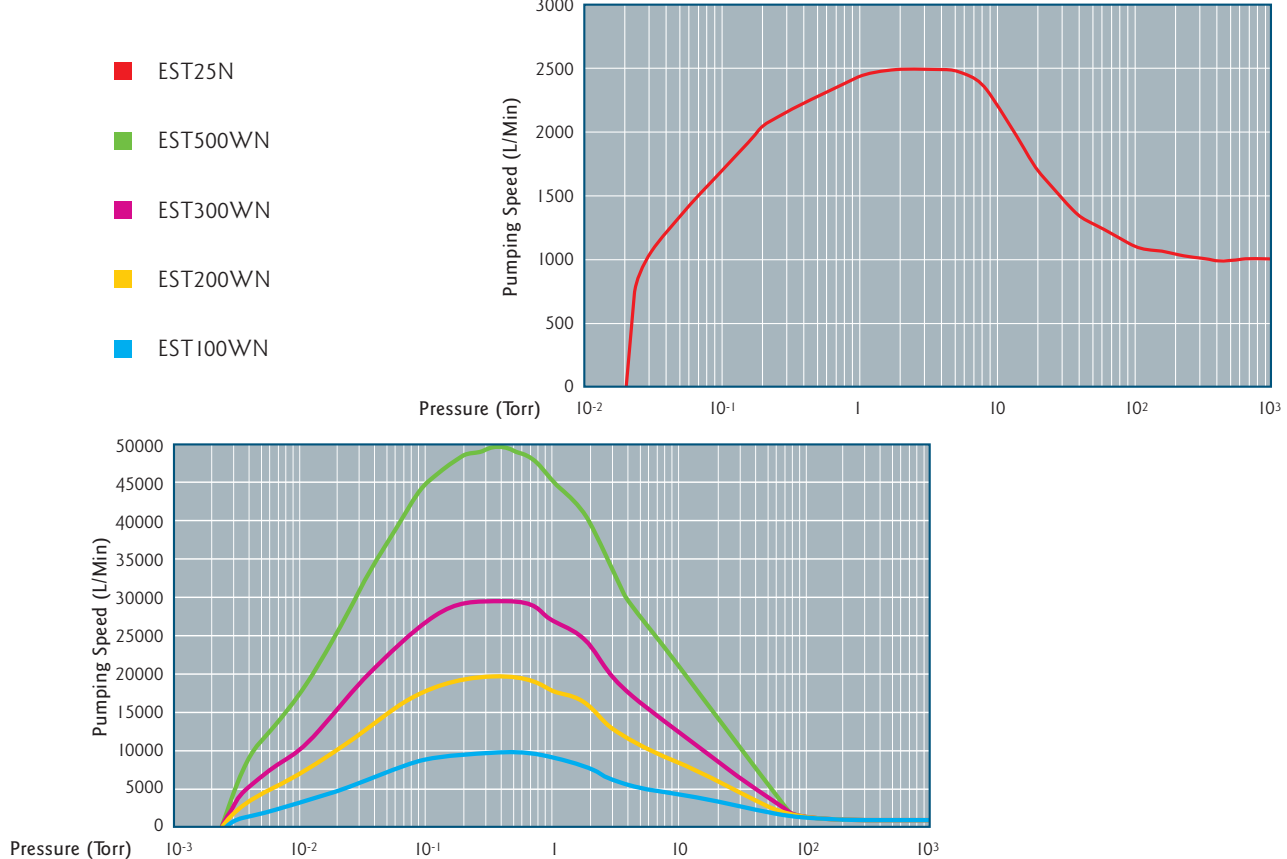 EST25N
EST500WN
EST300WN
EST200WN
EST100WN
3000
2500
2000
1500
1000
500
0
Pumping Speed (L/Min)
Pressure (Torr) 10-2 10-1 1 10 10² 10³
50000
45000
40000
35000
30000
25000
20000
15000
10000
5000
0
Pumping Speed (L/Min)
Pressure (Torr) 10-3 10-2 10-1 1 10 10² 10³